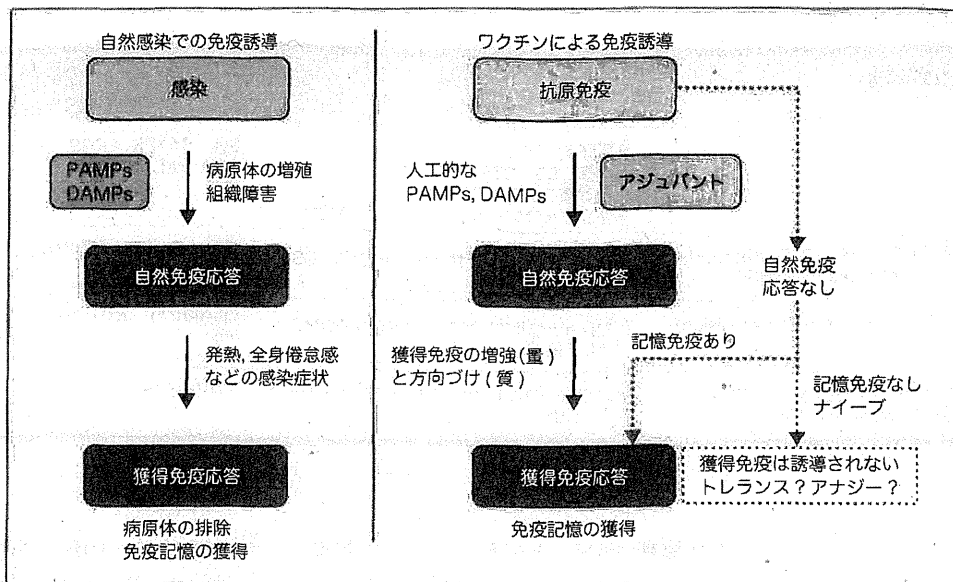 自然感染での免疫誘導
感染
PAMPs
DAMPs
病原体の増殖
組織障害
自然免疫応答
発熱,全身倦怠感
などの感染症状
獲得免疫応答
病原体の排除
免疫記憶の獲得
ワクチンによる免疫誘導
抗原免疫
人工的な
PAMPs, DAMPs
アジュバント
自然免疫応答
自然免疫
応答なし
獲得免疫の増強(量)
と方向づけ(質)
記憶免疫あり
記憶免疫なし
ナイーブ
獲得免疫応答
免疫記憶の獲得
獲得免疫は誘導されない
トレランス?アナジー?